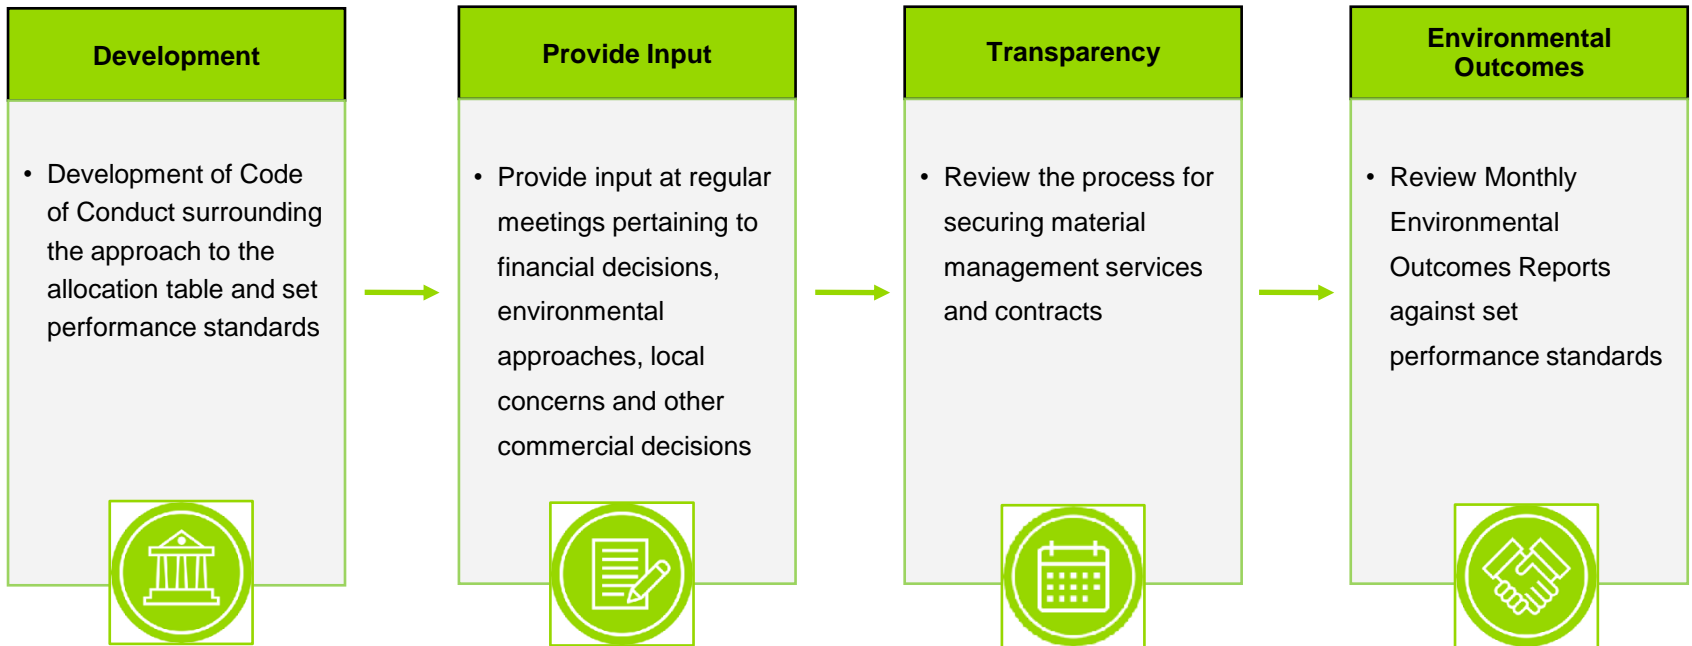 Development
• Development of Code
of Conduct surrounding
the approach to the
allocation table and set
performance standards
Provide Input
• Provide input at regular
meetings pertaining to
financial decisions,
environmental
approaches, local
concerns and other
commercial decisions
Transparency
• Review the process for
securing material
management services
and contracts
Environmental
Outcomes
• Review Monthly
Environmental
Outcomes Reports
against set
performance standards